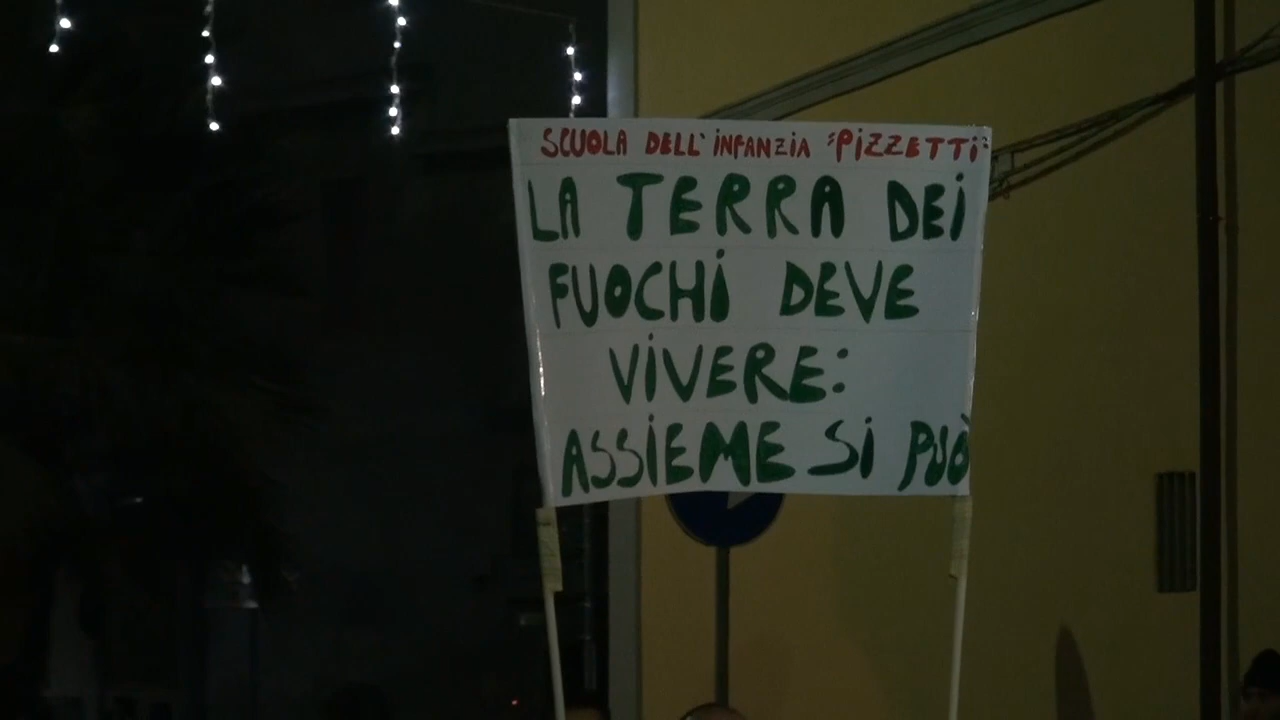 SCUOLA DELL'INFANZIA "PIZZETTI"
LA TERRA DEI
FUOCHI DEVE
VIVERE:
ASSIEME SI PUÒ